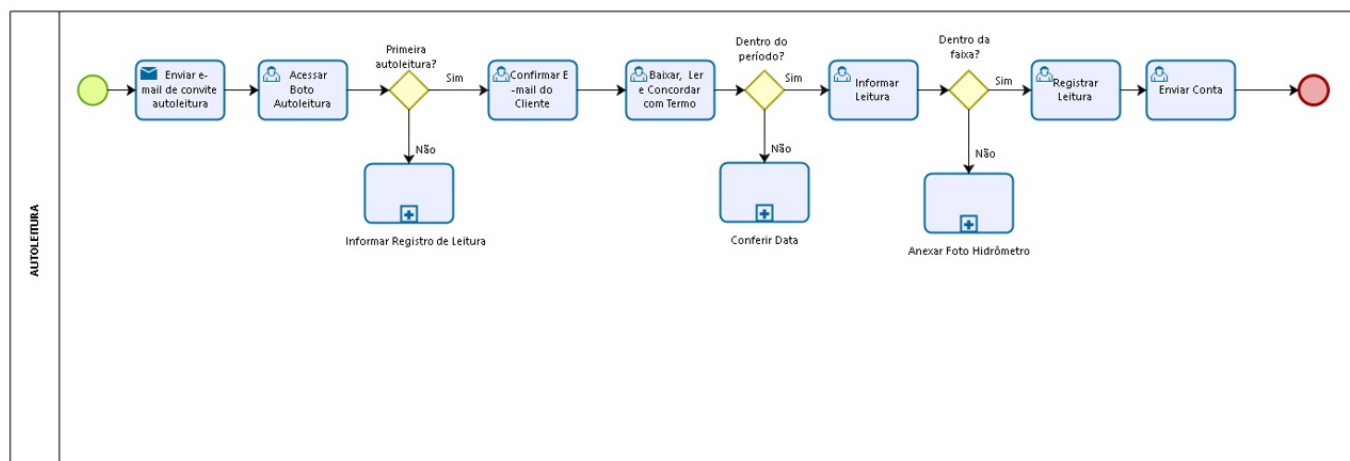 AUTOLEITURA
Enviar e-
mail de convite
autoleitura
Acessar
Boto
Autoleitura
Primeira
autoleitura?
Sim
Não
Informar Registro de Leitura
Confirmar E
-mail do
Cliente
Baixar, Ler
e Concordar
com Termo
Dentro do
período?
Sim
Não
Conferir Data
Informar
Leitura
Dentro da
faixa?
Sim
Não
Anexar Foto Hidrômetro
Registrar
Leitura
Enviar Conta